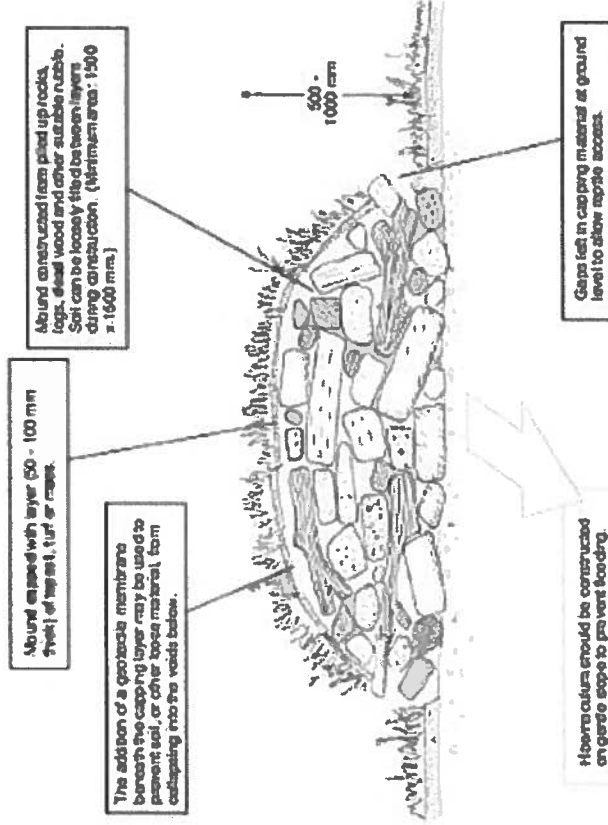 Mound constructed from piled up rocks,
logs, dead wood and other suitable rubble.
Soil can be loosely filled between layers
during construction. (Minimum area: 1500
x 1500 mm.)
Mound capped with layer (50 - 100 mm
thick) of topsoil, turf or moss.
The addition of a geotextile membrane
beneath the capping layer may be used to
prevent soil, or other loose material, from
collapsing into the voids below.
500 -
1000 mm
Gaps left in capping material at ground
level to allow reptile access.
should be constructed
on gentle slope to prevent flooding.